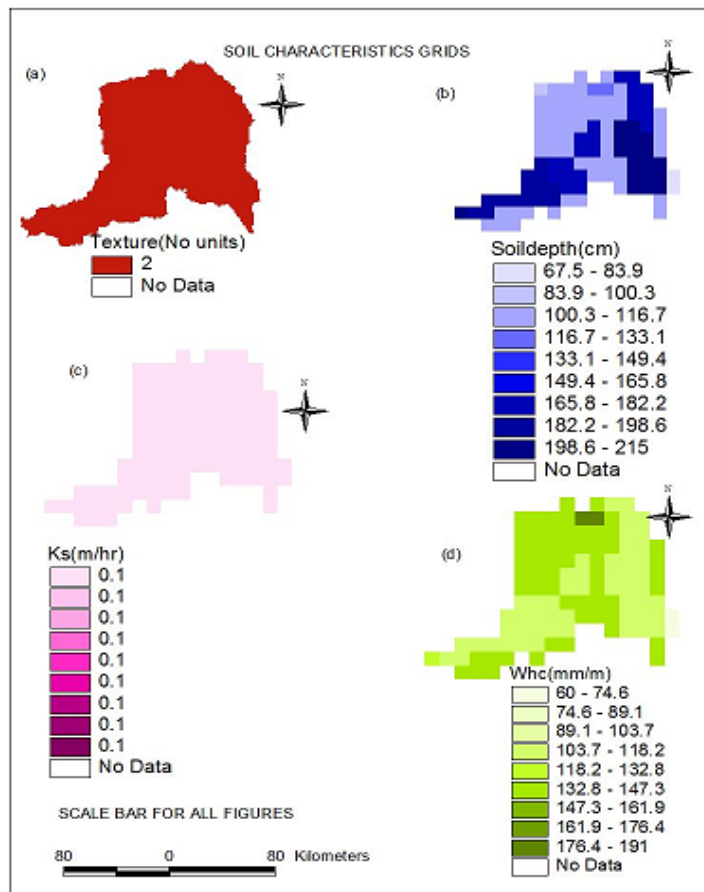 SOIL CHARACTERISTICS GRIDS
(a)
N
Texture(No units)
2
No Data
(b)
N
Soildepth(cm)
67.5 - 83.9
83.9 - 100.3
100.3 - 116.7
116.7 - 133.1
133.1 - 149.4
149.4 - 165.8
165.8 - 182.2
182.2 - 198.6
198.6 - 215
No Data
(c)
N
Ks(m/hr)
0.1
0.1
0.1
0.1
0.1
0.1
0.1
0.1
0.1
No Data
(d)
N
Whc(mm/m)
60 - 74.6
74.6 - 89.1
89.1 - 103.7
103.7 - 118.2
118.2 - 132.8
132.8 - 147.3
147.3 - 161.9
161.9 - 176.4
176.4 - 191
No Data
SCALE BAR FOR ALL FIGURES
80 0 80 Kilometers